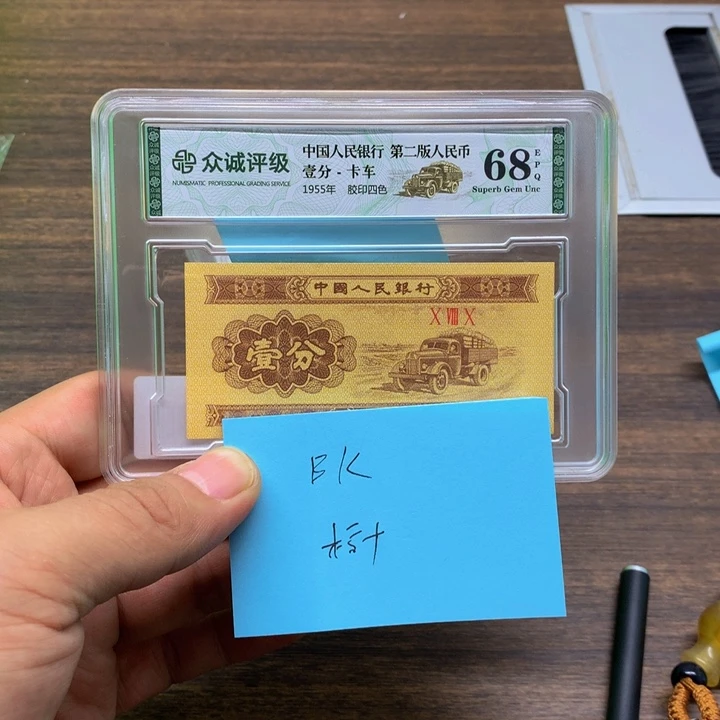 众诚评级
NUMISMATIC PROFESSIONAL GRADING SERVICE
中国人民银行 第二版人民币
壹分 - 卡车
1955年 胶印四色
68 EPQ
Superb Gem Unc
中國人民銀行
X VIII X
壹分
BK